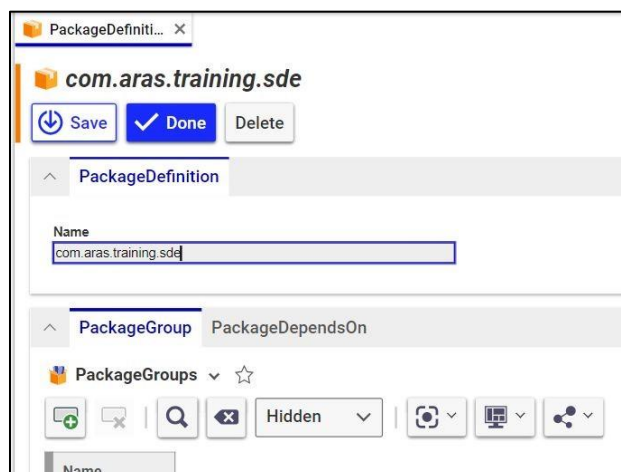 PackageDefiniti...
com.aras.training.sde
Save Done Delete
PackageDefinition
Name
com.aras.training.sde
PackageGroup PackageDependsOn
PackageGroups
Hidden
Name